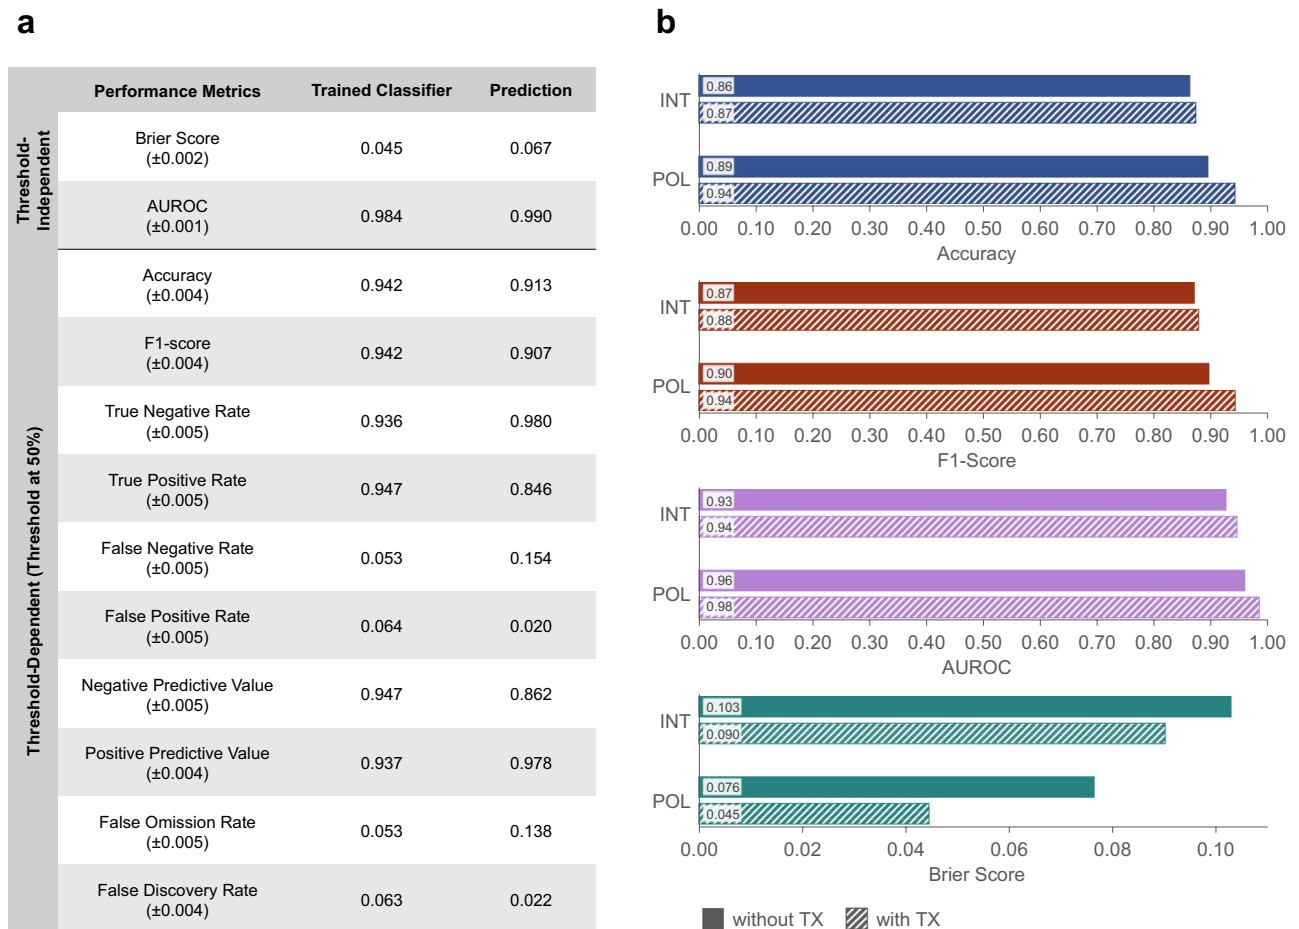 a
Performance Metrics Trained Classifier Prediction
Threshold-
Independent
Brier Score
(±0.002)
0.045 0.067
AUROC
(±0.001)
0.984 0.990
Threshold-Dependent (Threshold at 50%)
Accuracy
(±0.004)
0.942 0.913
F1-score
(±0.004)
0.942 0.907
True Negative Rate
(±0.005)
0.936 0.980
True Positive Rate
(±0.005)
0.947 0.846
False Negative Rate
(±0.005)
0.053 0.154
False Positive Rate
(±0.005)
0.064 0.020
Negative Predictive Value
(±0.005)
0.947 0.862
Positive Predictive Value
(±0.004)
0.937 0.978
False Omission Rate
(±0.005)
0.053 0.138
False Discovery Rate
(±0.004)
0.063 0.022
b
INT
0.86
0.87
POL
0.89
0.94
0.00 0.10 0.20 0.30 0.40 0.50 0.60 0.70 0.80 0.90 1.00
Accuracy
INT
0.87
0.88
POL
0.90
0.94
0.00 0.10 0.20 0.30 0.40 0.50 0.60 0.70 0.80 0.90 1.00
F1-Score
INT
0.93
0.94
POL
0.96
0.98
0.00 0.10 0.20 0.30 0.40 0.50 0.60 0.70 0.80 0.90 1.00
AUROC
INT
0.103
0.090
POL
0.076
0.045
0.00 0.02 0.04 0.06 0.08 0.10
Brier Score
without TX with TX